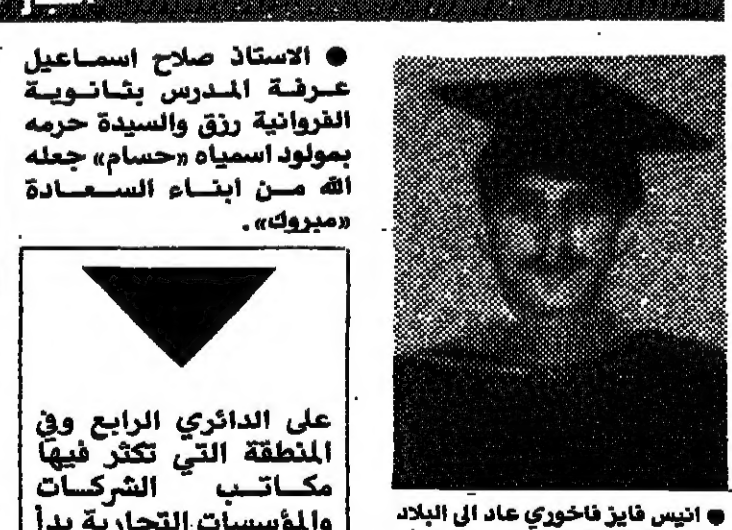 ● الاستاذ صلاح اسماعيل
عرفة المدرس بثانوية
الفروانية رزق والسيدة حرمه
بمولود اسمياه «حسام» جعله
الله من ابناء السعادة
«مبروك».
على الدائري الرابع وفي
المنطقة التي تكثر فيها
مكاتب الشركات
والمؤسسات التجارية بدأ
● انيس فايز فاخوري عاد الى البلاد